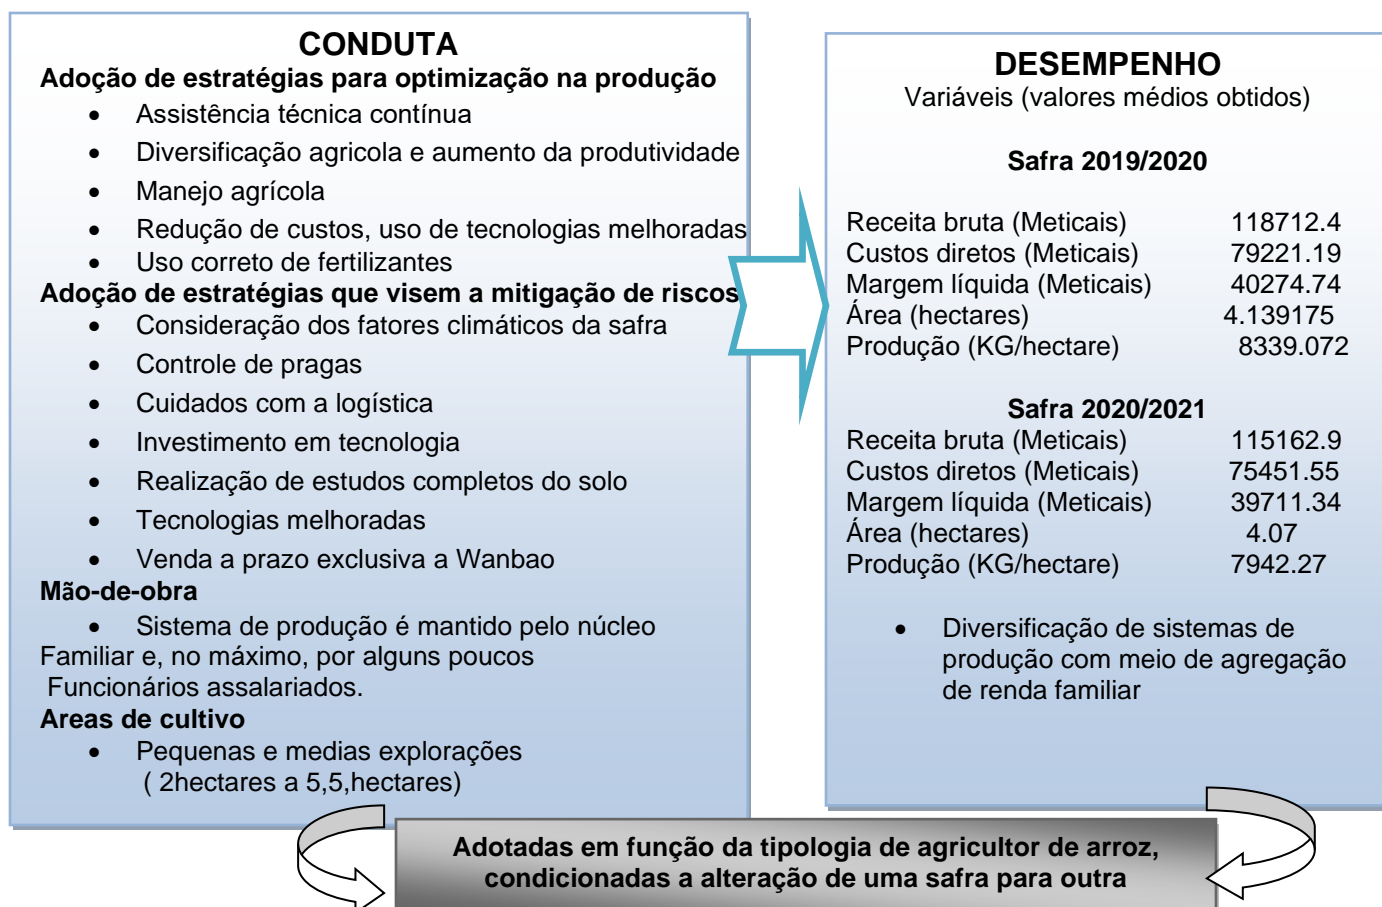 CONDUTA
Adoção de estratégias para optimização na produção
• Assistência técnica contínua
• Diversificação agricola e aumento da produtividade
• Manejo agrícola
• Redução de custos, uso de tecnologias melhoradas
• Uso correto de fertilizantes
Adoção de estratégias que visem a mitigação de riscos
• Consideração dos fatores climáticos da safra
• Controle de pragas
• Cuidados com a logística
• Investimento em tecnologia
• Realização de estudos completos do solo
• Tecnologias melhoradas
• Venda a prazo exclusiva a Wanbao
Mão-de-obra
• Sistema de produção é mantido pelo núcleo
Familiar e, no máximo, por alguns poucos
Funcionários assalariados.
Areas de cultivo
• Pequenas e medias explorações
( 2hectares a 5,5,hectares)
DESEMPENHO
Variáveis (valores médios obtidos)
Safra 2019/2020
Receita bruta (Meticais) 118712.4
Custos diretos (Meticais) 79221.19
Margem líquida (Meticais) 40274.74
Área (hectares) 4.139175
Produção (KG/hectare) 8339.072
Safra 2020/2021
Receita bruta (Meticais) 115162.9
Custos diretos (Meticais) 75451.55
Margem líquida (Meticais) 39711.34
Área (hectares) 4.07
Produção (KG/hectare) 7942.27
• Diversificação de sistemas de
produção com meio de agregação
de renda familiar
Adotadas em função da tipologia de agricultor de arroz,
condicionadas a alteração de uma safra para outra